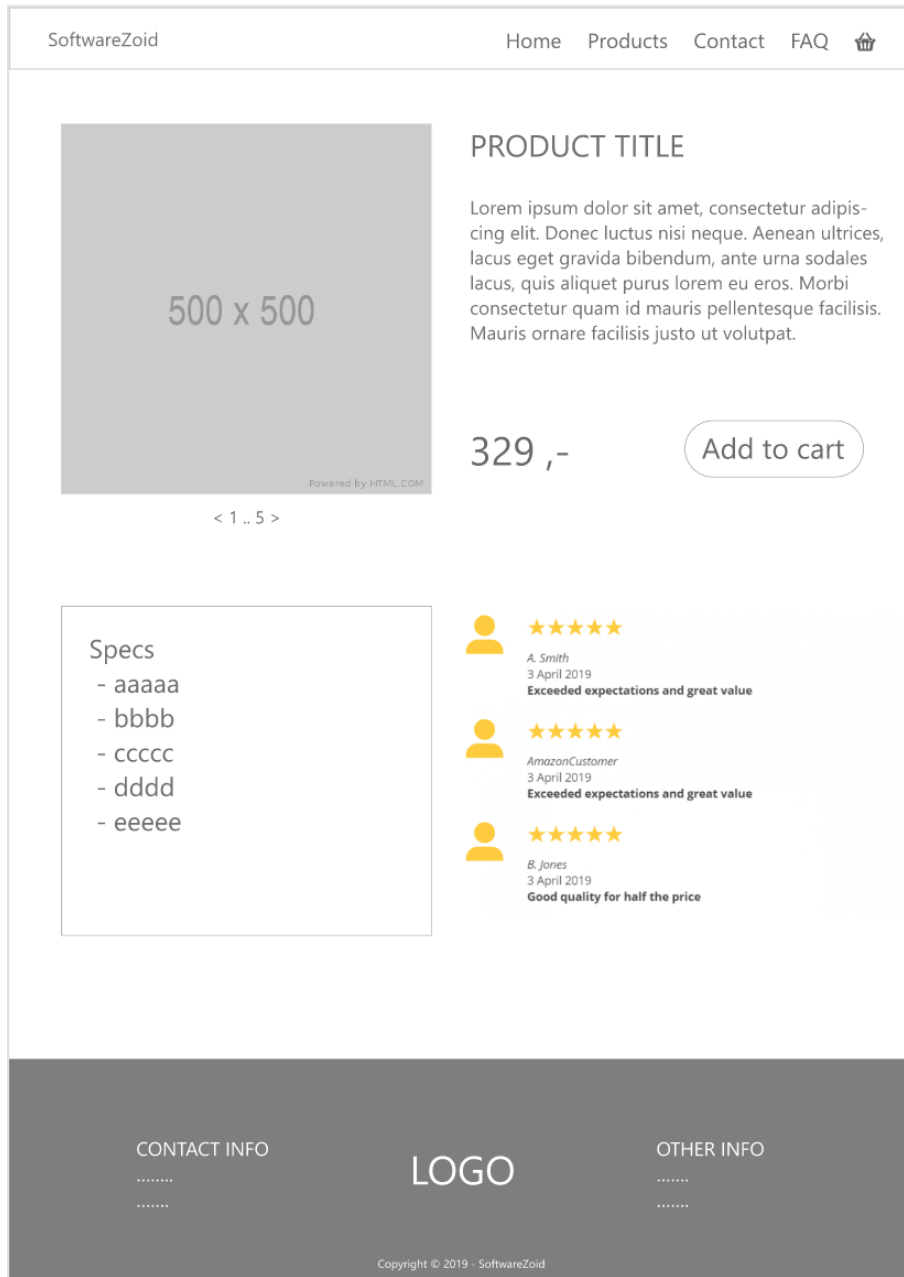 SoftwareZoid
Home Products Contact FAQ
500 x 500
Powered by HTML.COM
< 1 .. 5 >
PRODUCT TITLE
Lorem ipsum dolor sit amet, consectetur adipis-
cing elit. Donec luctus nisi neque. Aenean ultrices,
lacus eget gravida bibendum, ante urna sodales
lacus, quis aliquet purus lorem eu eros. Morbi
consectetur quam id mauris pellentesque facilisis.
Mauris ornare facilisis justo ut volutpat.
329 ,-
Add to cart
Specs
- aaaaa
- bbbb
- ccccc
- dddd
- eeeee
A. Smith
3 April 2019
Exceeded expectations and great value
AmazonCustomer
3 April 2019
Exceeded expectations and great value
B. Jones
3 April 2019
Good quality for half the price
CONTACT INFO
........
.......
LOGO
OTHER INFO
.......
.......
Copyright © 2019 - SoftwareZoid